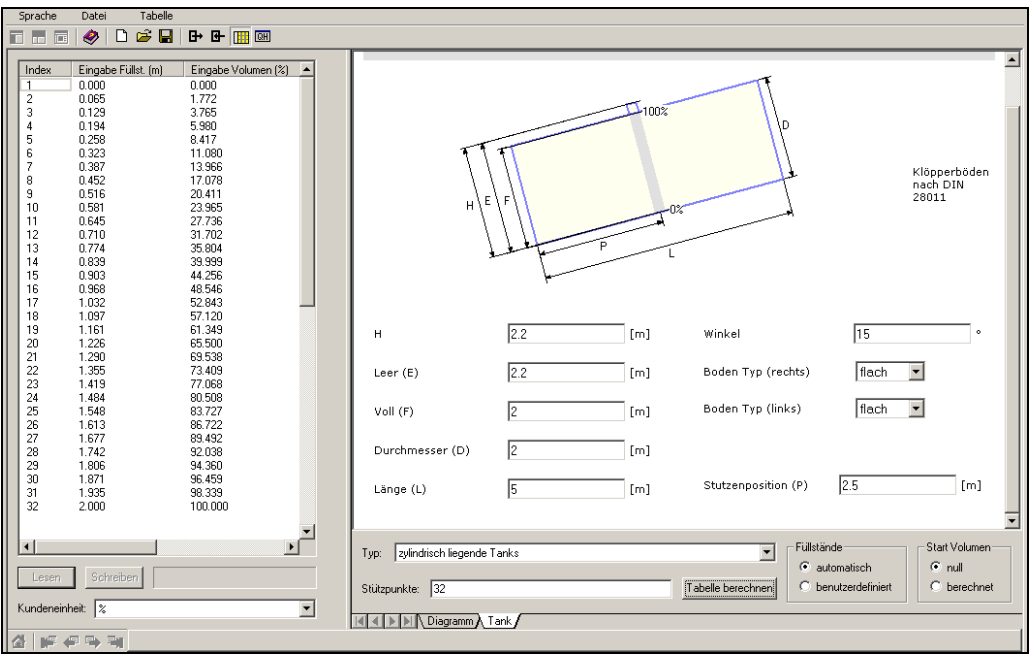 Sprache Datei Tabelle
Index Eingabe Füllst. (m) Eingabe Volumen (%)
1 0.000 0.000
2 0.065 1.772
3 0.129 3.765
4 0.194 5.980
5 0.258 8.417
6 0.323 11.080
7 0.387 13.966
8 0.452 17.078
9 0.516 20.411
10 0.581 23.965
11 0.645 27.736
12 0.710 31.702
13 0.774 35.804
14 0.839 39.999
15 0.903 44.256
16 0.968 48.546
17 1.032 52.843
18 1.097 57.120
19 1.161 61.349
20 1.226 65.500
21 1.290 69.538
22 1.355 73.409
23 1.419 77.068
24 1.484 80.508
25 1.548 83.727
26 1.613 86.722
27 1.677 89.492
28 1.742 92.038
29 1.806 94.360
30 1.871 96.459
31 1.935 98.339
32 2.000 100.000
Lesen Schreiben
Kundeneinheit: %
100%
D
H E F
0%
P
L
Klöpperböden
nach DIN
28011
H 2.2 [m] Winkel 15 °
Leer (E) 2.2 [m] Boden Typ (rechts) flach
Voll (F) 2 [m] Boden Typ (links) flach
Durchmesser (D) 2 [m]
Länge (L) 5 [m] Stutzenposition (P) 2.5 [m]
Typ: zylindrisch liegende Tanks
Stützpunkte: 32 Tabelle berechnen
Füllstände
automatisch
benutzerdefiniert
Start Volumen
null
berechnet
Diagramm Tank